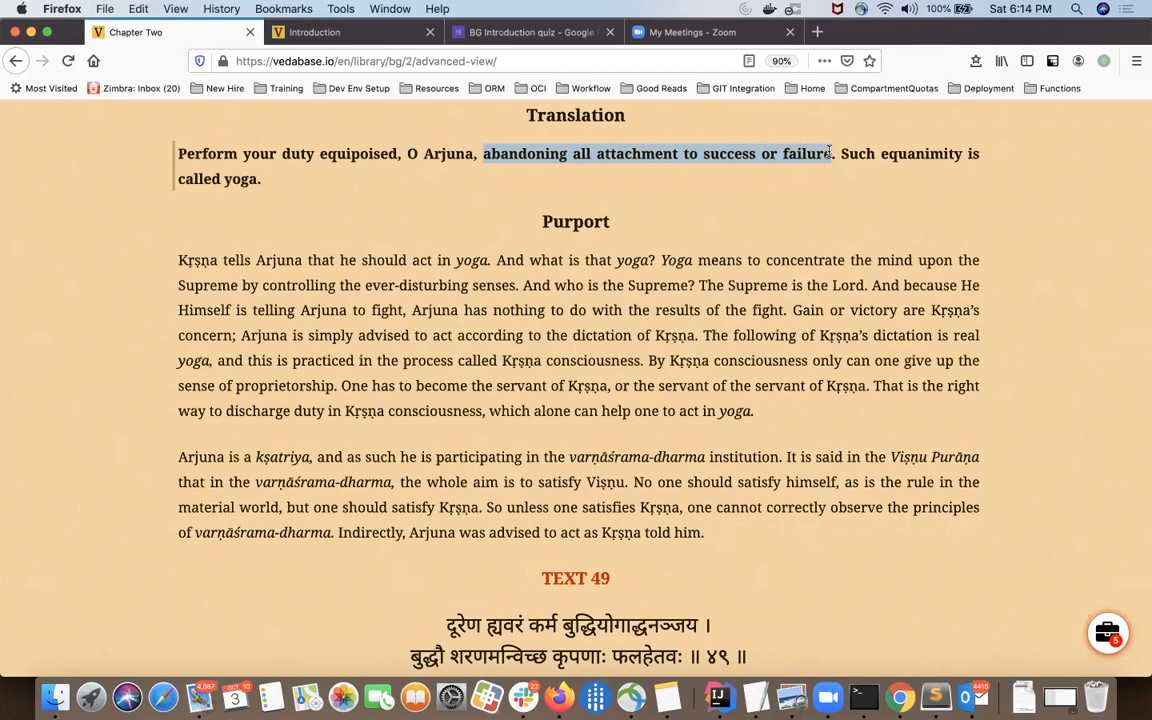 Firefox File Edit View History Bookmarks Tools Window Help 100% Sat 6:14 PM
Chapter Two Introduction BG Introduction quiz - Google F My Meetings - Zoom
https://vedabase.io/en/library/bg/2/advanced-view/ 90%
Most Visited Zimbra: Inbox (20) New Hire Training Dev Env Setup Resources ORM OCI Workflow Good Reads GIT Integration Home CompartmentQuotas Deployment Functions
Translation
Perform your duty equipoised, O Arjuna, abandoning all attachment to success or failure. Such equanimity is
called yoga.
Purport
Kṛṣṇa tells Arjuna that he should act in yoga. And what is that yoga? Yoga means to concentrate the mind upon the
Supreme by controlling the ever-disturbing senses. And who is the Supreme? The Supreme is the Lord. And because He
Himself is telling Arjuna to fight, Arjuna has nothing to do with the results of the fight. Gain or victory are Kṛṣṇa’s
concern; Arjuna is simply advised to act according to the dictation of Kṛṣṇa. The following of Kṛṣṇa’s dictation is real
yoga, and this is practiced in the process called Kṛṣṇa consciousness. By Kṛṣṇa consciousness only can one give up the
sense of proprietorship. One has to become the servant of Kṛṣṇa, or the servant of the servant of Kṛṣṇa. That is the right
way to discharge duty in Kṛṣṇa consciousness, which alone can help one to act in yoga.
Arjuna is a kṣatriya, and as such he is participating in the varṇāśrama-dharma institution. It is said in the Viṣṇu Purāṇa
that in the varṇāśrama-dharma, the whole aim is to satisfy Viṣṇu. No one should satisfy himself, as is the rule in the
material world, but one should satisfy Kṛṣṇa. So unless one satisfies Kṛṣṇa, one cannot correctly observe the principles
of varṇāśrama-dharma. Indirectly, Arjuna was advised to act as Kṛṣṇa told him.
TEXT 49
दूरेण ह्यवरं कर्म बुद्धियोगाद्धनञ्जय ।
बुद्धौ शरणमन्विच्छ कृपणाः फलहेतवः ॥ ४९ ॥
5
4,667 OCT 3 22 4415